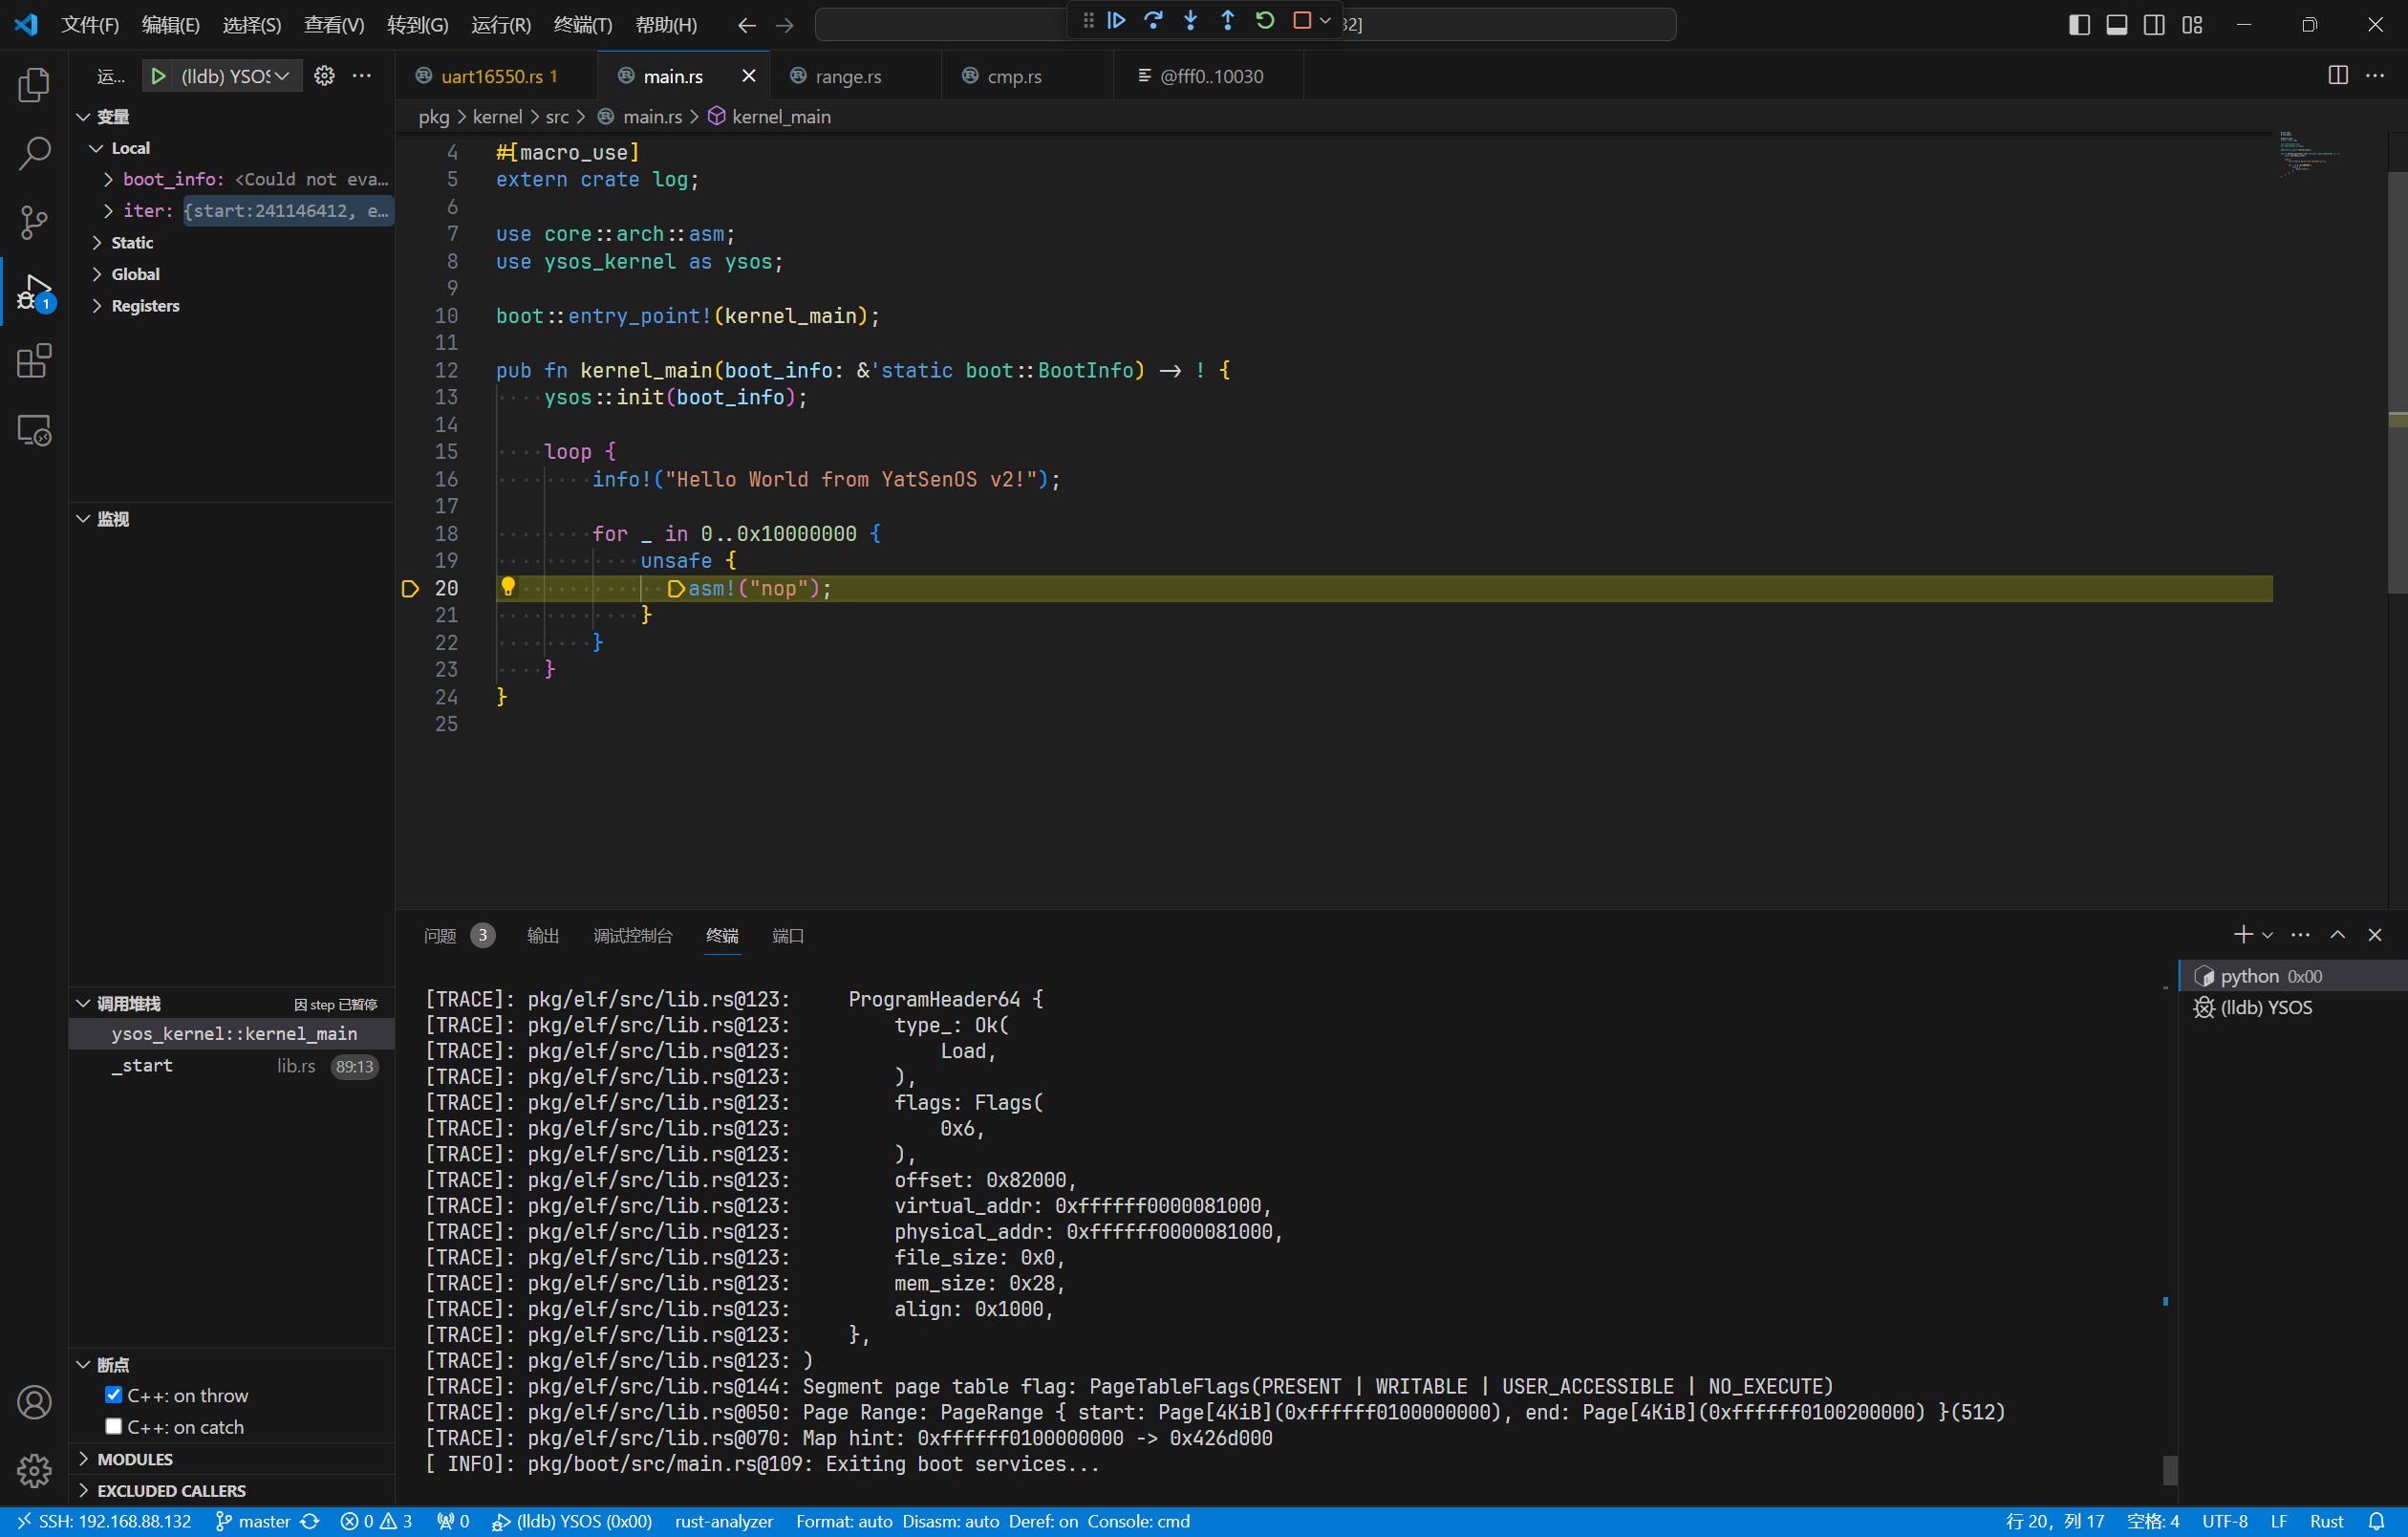 文件(F) 编辑(E) 选择(S) 查看(V) 转到(G) 运行(R) 终端(T) 帮助(H) 32]
运... (lldb) YSOS
uart16550.rs 1 main.rs range.rs cmp.rs @fff0..10030
pkg > kernel > src > main.rs > kernel_main
变量
Local
boot_info: <Could not eva...
iter: {start:241146412, e...
Static
Global
Registers
监视
调用堆栈 因 step 已暂停
ysos_kernel::kernel_main
_start lib.rs 89:13
断点
C++: on throw
C++: on catch
MODULES
EXCLUDED CALLERS
4 #[macro_use]
5 extern crate log;
6
7 use core::arch::asm;
8 use ysos_kernel as ysos;
9
10 boot::entry_point!(kernel_main);
11
12 pub fn kernel_main(boot_info: &'static boot::BootInfo) -> ! {
13 ····ysos::init(boot_info);
14
15 ····loop {
16 ········info!("Hello World from YatSenOS v2!");
17
18 ········for _ in 0..0x10000000 {
19 ············unsafe {
20 ················asm!("nop");
21 ············}
22 ········}
23 ····}
24 }
25
问题 3 输出 调试控制台 终端 端口
python 0x00
(lldb) YSOS
[TRACE]: pkg/elf/src/lib.rs@123:     ProgramHeader64 {
[TRACE]: pkg/elf/src/lib.rs@123:         type_: Ok(
[TRACE]: pkg/elf/src/lib.rs@123:             Load,
[TRACE]: pkg/elf/src/lib.rs@123:         ),
[TRACE]: pkg/elf/src/lib.rs@123:         flags: Flags(
[TRACE]: pkg/elf/src/lib.rs@123:             0x6,
[TRACE]: pkg/elf/src/lib.rs@123:         ),
[TRACE]: pkg/elf/src/lib.rs@123:         offset: 0x82000,
[TRACE]: pkg/elf/src/lib.rs@123:         virtual_addr: 0xffffff0000081000,
[TRACE]: pkg/elf/src/lib.rs@123:         physical_addr: 0xffffff0000081000,
[TRACE]: pkg/elf/src/lib.rs@123:         file_size: 0x0,
[TRACE]: pkg/elf/src/lib.rs@123:         mem_size: 0x28,
[TRACE]: pkg/elf/src/lib.rs@123:         align: 0x1000,
[TRACE]: pkg/elf/src/lib.rs@123:     },
[TRACE]: pkg/elf/src/lib.rs@123: )
[TRACE]: pkg/elf/src/lib.rs@144: Segment page table flag: PageTableFlags(PRESENT | WRITABLE | USER_ACCESSIBLE | NO_EXECUTE)
[TRACE]: pkg/elf/src/lib.rs@050: Page Range: PageRange { start: Page[4KiB](0xffffff0100000000), end: Page[4KiB](0xffffff0100200000) }(512)
[TRACE]: pkg/elf/src/lib.rs@070: Map hint: 0xffffff0100000000 -> 0x426d000
[ INFO]: pkg/boot/src/main.rs@109: Exiting boot services...
SSH: 192.168.88.132 master 0 3 0 (lldb) YSOS (0x00) rust-analyzer Format: auto Disasm: auto Deref: on Console: cmd 行 20，列 17 空格: 4 UTF-8 LF Rust